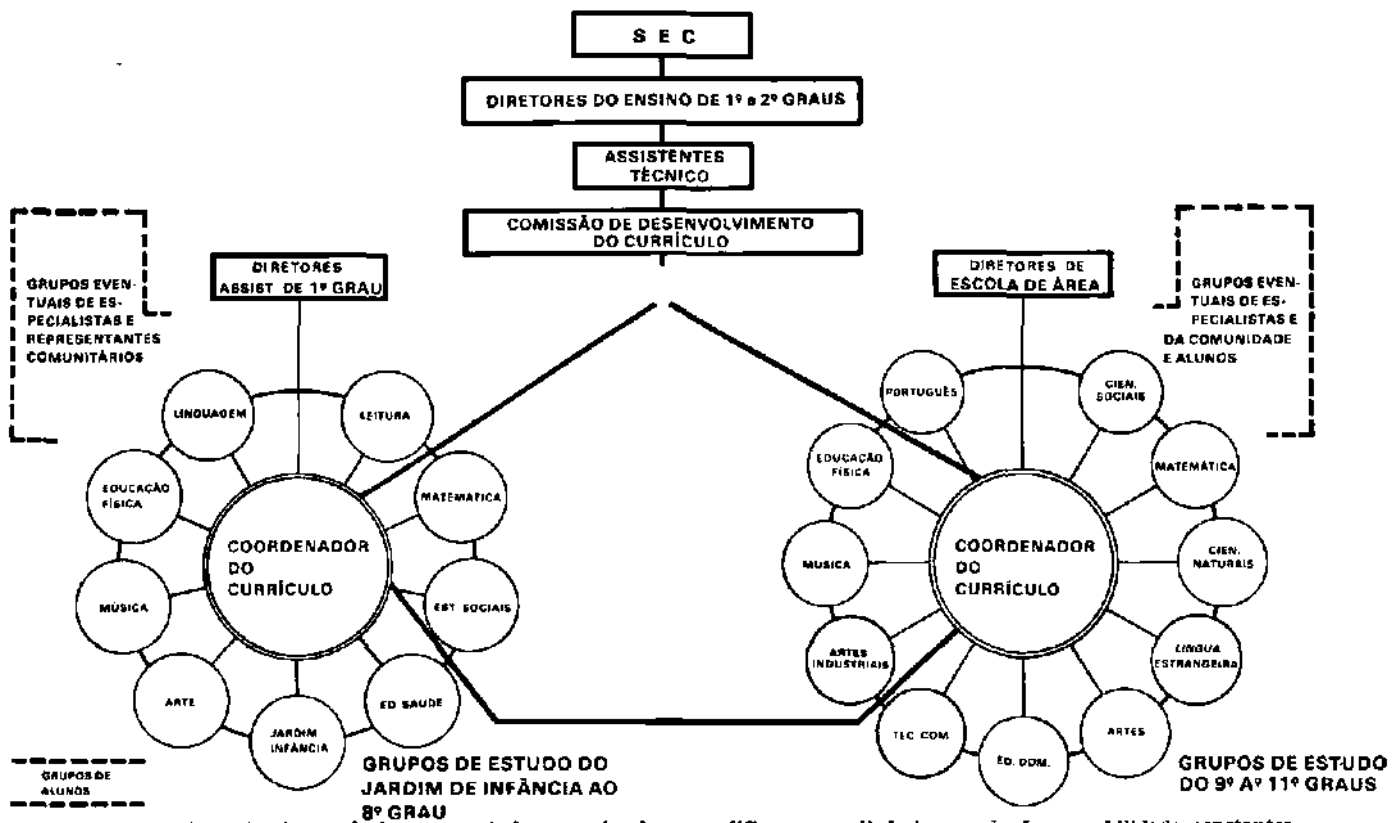 S E C
DIRETORES DO ENSINO DE 1º e 2º GRAUS
ASSISTENTES
TÉCNICO
COMISSÃO DE DESENVOLVIMENTO
DO CURRÍCULO
GRUPOS EVEN-
TUAIS DE ES-
PECIALISTAS E
REPRESENTANTES
COMUNITÁRIOS
DIRETORES
ASSIST DE 1º GRAU
DIRETORES DE
ESCOLA DE ÁREA
GRUPOS EVEN-
TUAIS DE ES-
PECIALISTAS E
DA COMUNIDADE
E ALUNOS
LINGUAGEM
LEITURA
EDUCAÇÃO
FÍSICA
MATEMÁTICA
COORDENADOR
DO
CURRÍCULO
MÚSICA
EST SOCIAIS
ARTE
ED SAUDE
JARDIM
INFÂNCIA
PORTUGUÊS
CIEN.
SOCIAIS
EDUCAÇÃO
FÍSICA
MATEMÁTICA
COORDENADOR
DO
CURRÍCULO
MUSICA
CIEN.
NATURAIS
ARTES
INDUSTRIAIS
LINGUA
ESTRANGEIRA
TEC COM
ED. DOM.
ARTES
GRUPOS DE
ALUNOS
GRUPOS DE ESTUDO DO
JARDIM DE INFÂNCIA AO
8º GRAU
GRUPOS DE ESTUDO
DO 9º Aº 11º GRAUS